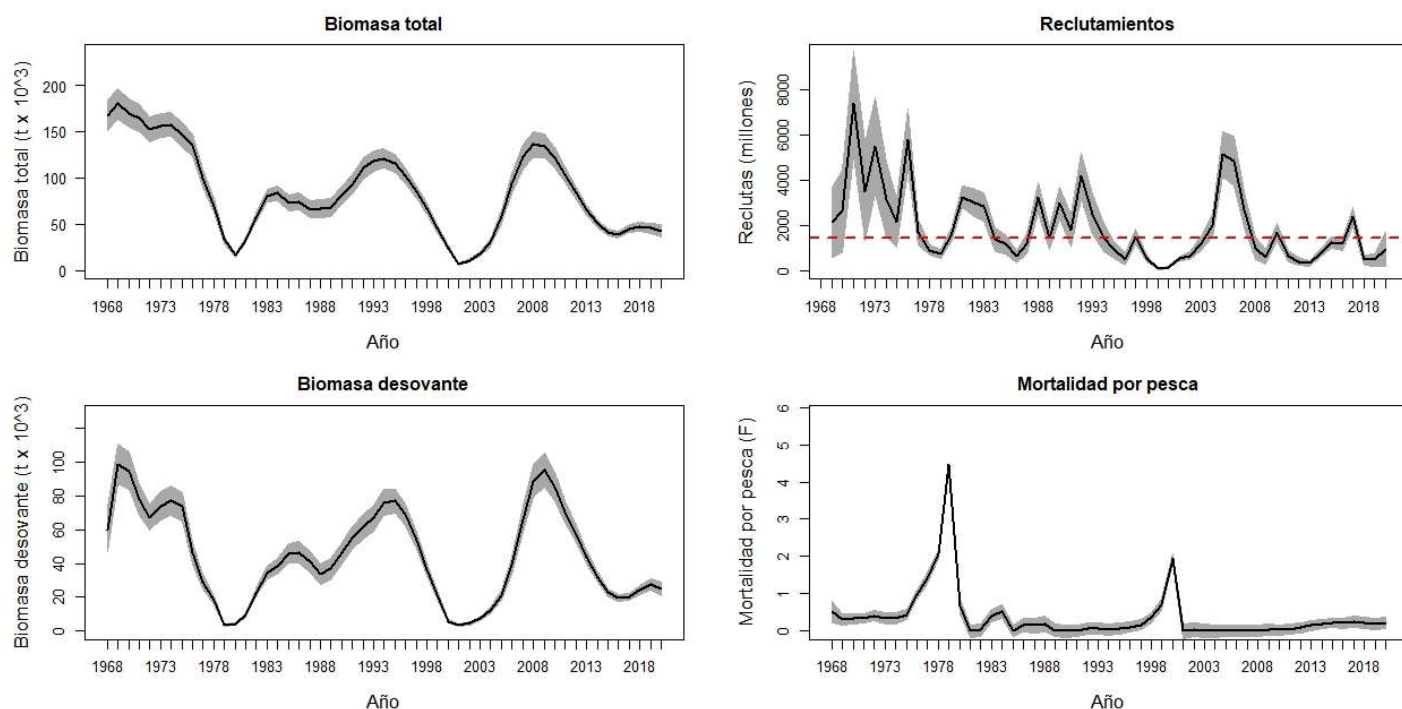 Biomasa total
Biomasa total (t x 10^3)
200
150
100
50
0
1968 1973 1978 1983 1988 1993 1998 2003 2008 2013 2018
Año
Reclutamientos
Reclutas (millones)
8000
6000
4000
2000
0
1968 1973 1978 1983 1988 1993 1998 2003 2008 2013 2018
Año
Biomasa desovante
Biomasa desovante (t x 10^3)
100
80
60
40
20
0
1968 1973 1978 1983 1988 1993 1998 2003 2008 2013 2018
Año
Mortalidad por pesca
Mortalidad por pesca (F)
6
5
4
3
2
1
0
1968 1973 1978 1983 1988 1993 1998 2003 2008 2013 2018
Año